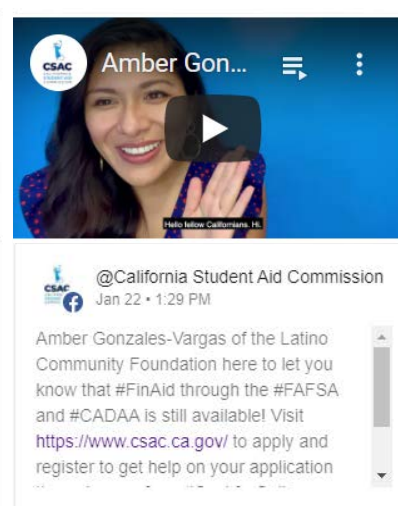 CSAC
Amber Gon...
Hello fellow Californians. Hi.
CSAC
@California Student Aid Commission
Jan 22 • 1:29 PM
Amber Gonzales-Vargas of the Latino
Community Foundation here to let you
know that #FinAid through the #FAFSA
and #CADAA is still available! Visit
https://www.csac.ca.gov/ to apply and
register to get help on your application